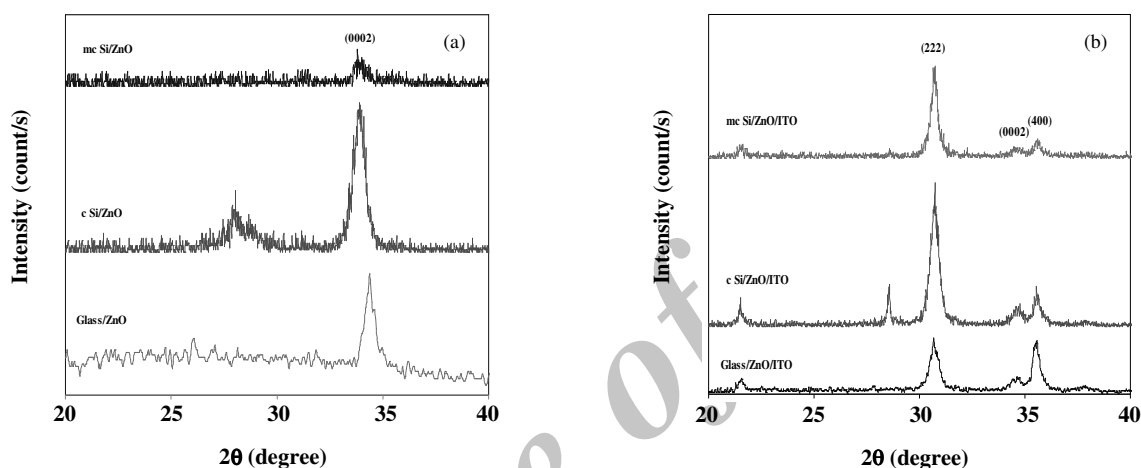 (a)
mc Si/ZnO
(0002)
c Si/ZnO
Glass/ZnO
Intensity (count/s)
20 25 30 35 40
2θ (degree)
(b)
(222)
mc Si/ZnO/ITO
(0002)
(400)
c Si/ZnO/ITO
Glass/ZnO/ITO
Intensity (count/s)
20 25 30 35 40
2θ (degree)
of